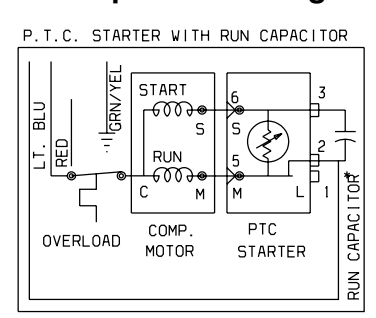 P.T.C. STARTER WITH RUN CAPACITOR
LT. BLU
RED
GRN/YEL
START
S
RUN
C
M
OVERLOAD
COMP.
MOTOR
6
S
5
M
L
PTC
STARTER
3
2
1
*
RUN CAPACITOR